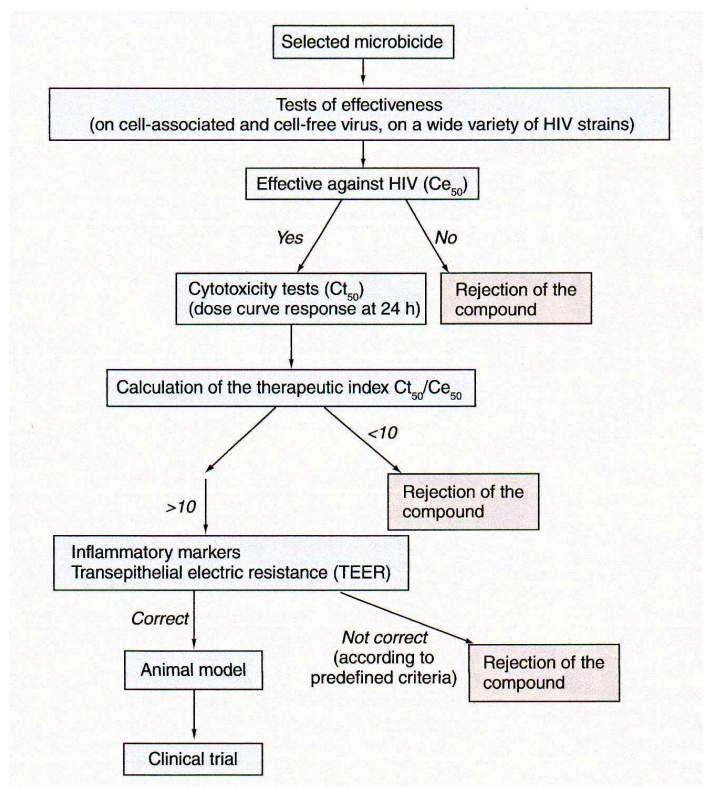 Selected microbicide
Tests of effectiveness
(on cell-associated and cell-free virus, on a wide variety of HIV strains)
Effective against HIV (Ce50)
Yes
No
Cytotoxicity tests (Ct50)
(dose curve response at 24 h)
Rejection of the
compound
Calculation of the therapeutic index Ct50/Ce50
<10
>10
Rejection of the
compound
Inflammatory markers
Transepithelial electric resistance (TEER)
Correct
Not correct
(according to
predefined criteria)
Animal model
Rejection of the
compound
Clinical trial